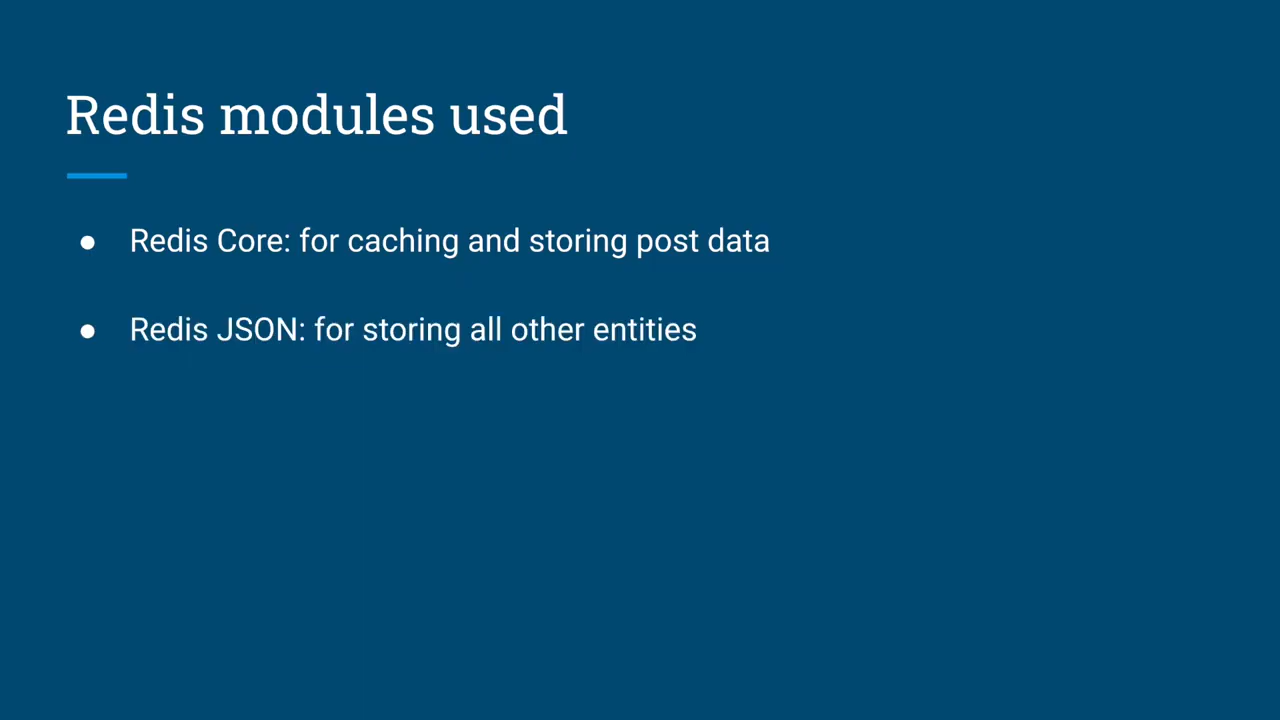 Redis modules used
● Redis Core: for caching and storing post data
● Redis JSON: for storing all other entities